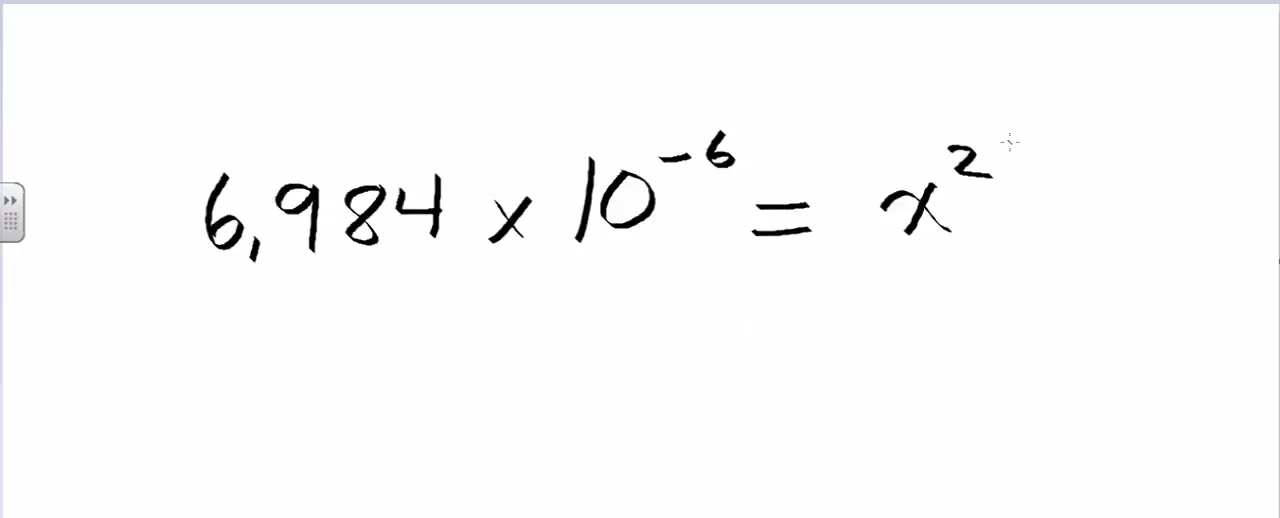 6,984 x 10⁻⁶ = x²